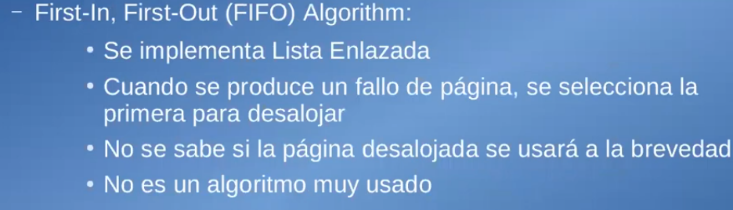 – First-In, First-Out (FIFO) Algorithm:
• Se implementa Lista Enlazada
• Cuando se produce un fallo de página, se selecciona la
primera para desalojar
• No se sabe si la página desalojada se usará a la brevedad
• No es un algoritmo muy usado